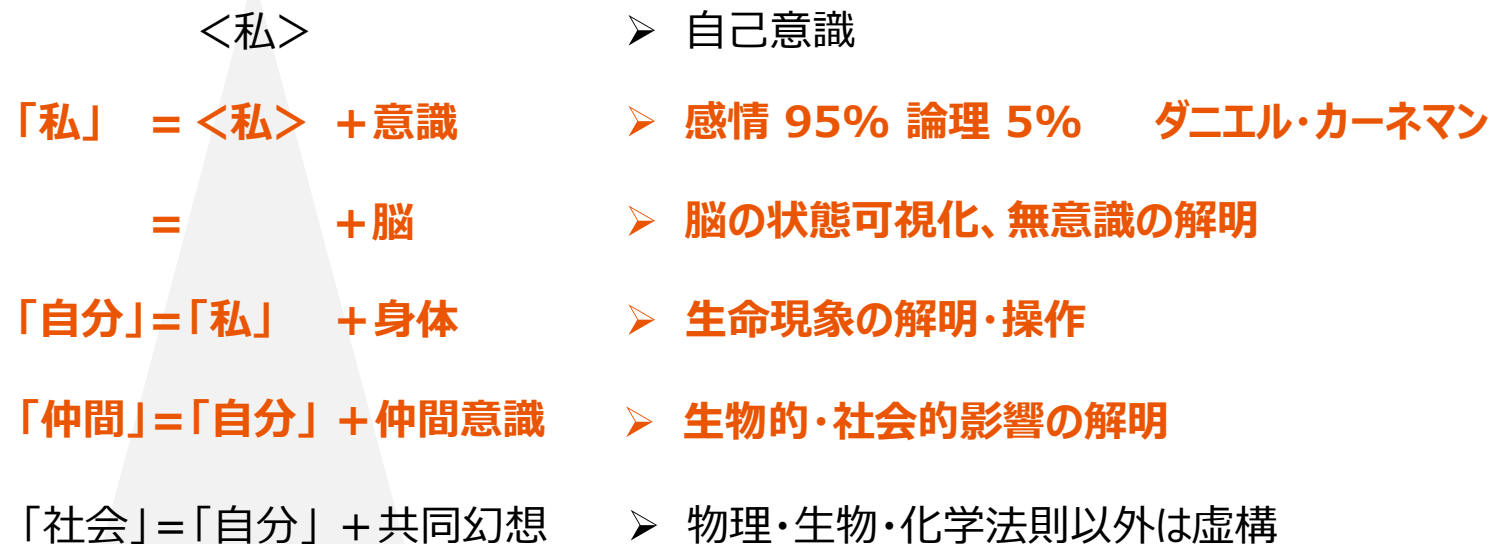 ＜私＞ ➢ 自己意識
「私」 ＝＜私＞ ＋意識 ➢ 感情 95% 論理 5% ダニエル・カーネマン
＝ ＋脳 ➢ 脳の状態可視化、無意識の解明
「自分」＝「私」 ＋身体 ➢ 生命現象の解明・操作
「仲間」＝「自分」＋仲間意識 ➢ 生物的・社会的影響の解明
「社会」＝「自分」＋共同幻想 ➢ 物理・生物・化学法則以外は虚構